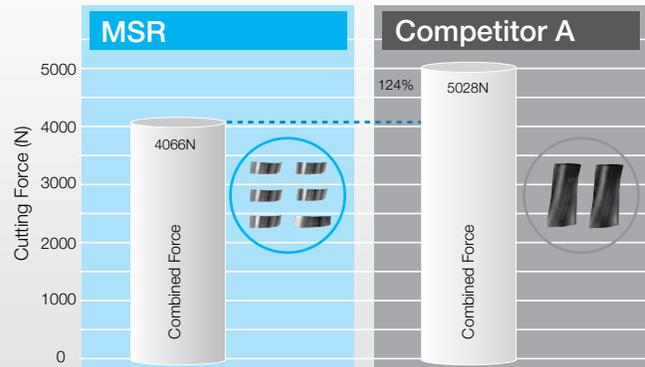 MSR
Competitor A
5000
4000
3000
2000
1000
0
Cutting Force (N)
4066N
Combined Force
124%
5028N
Combined Force